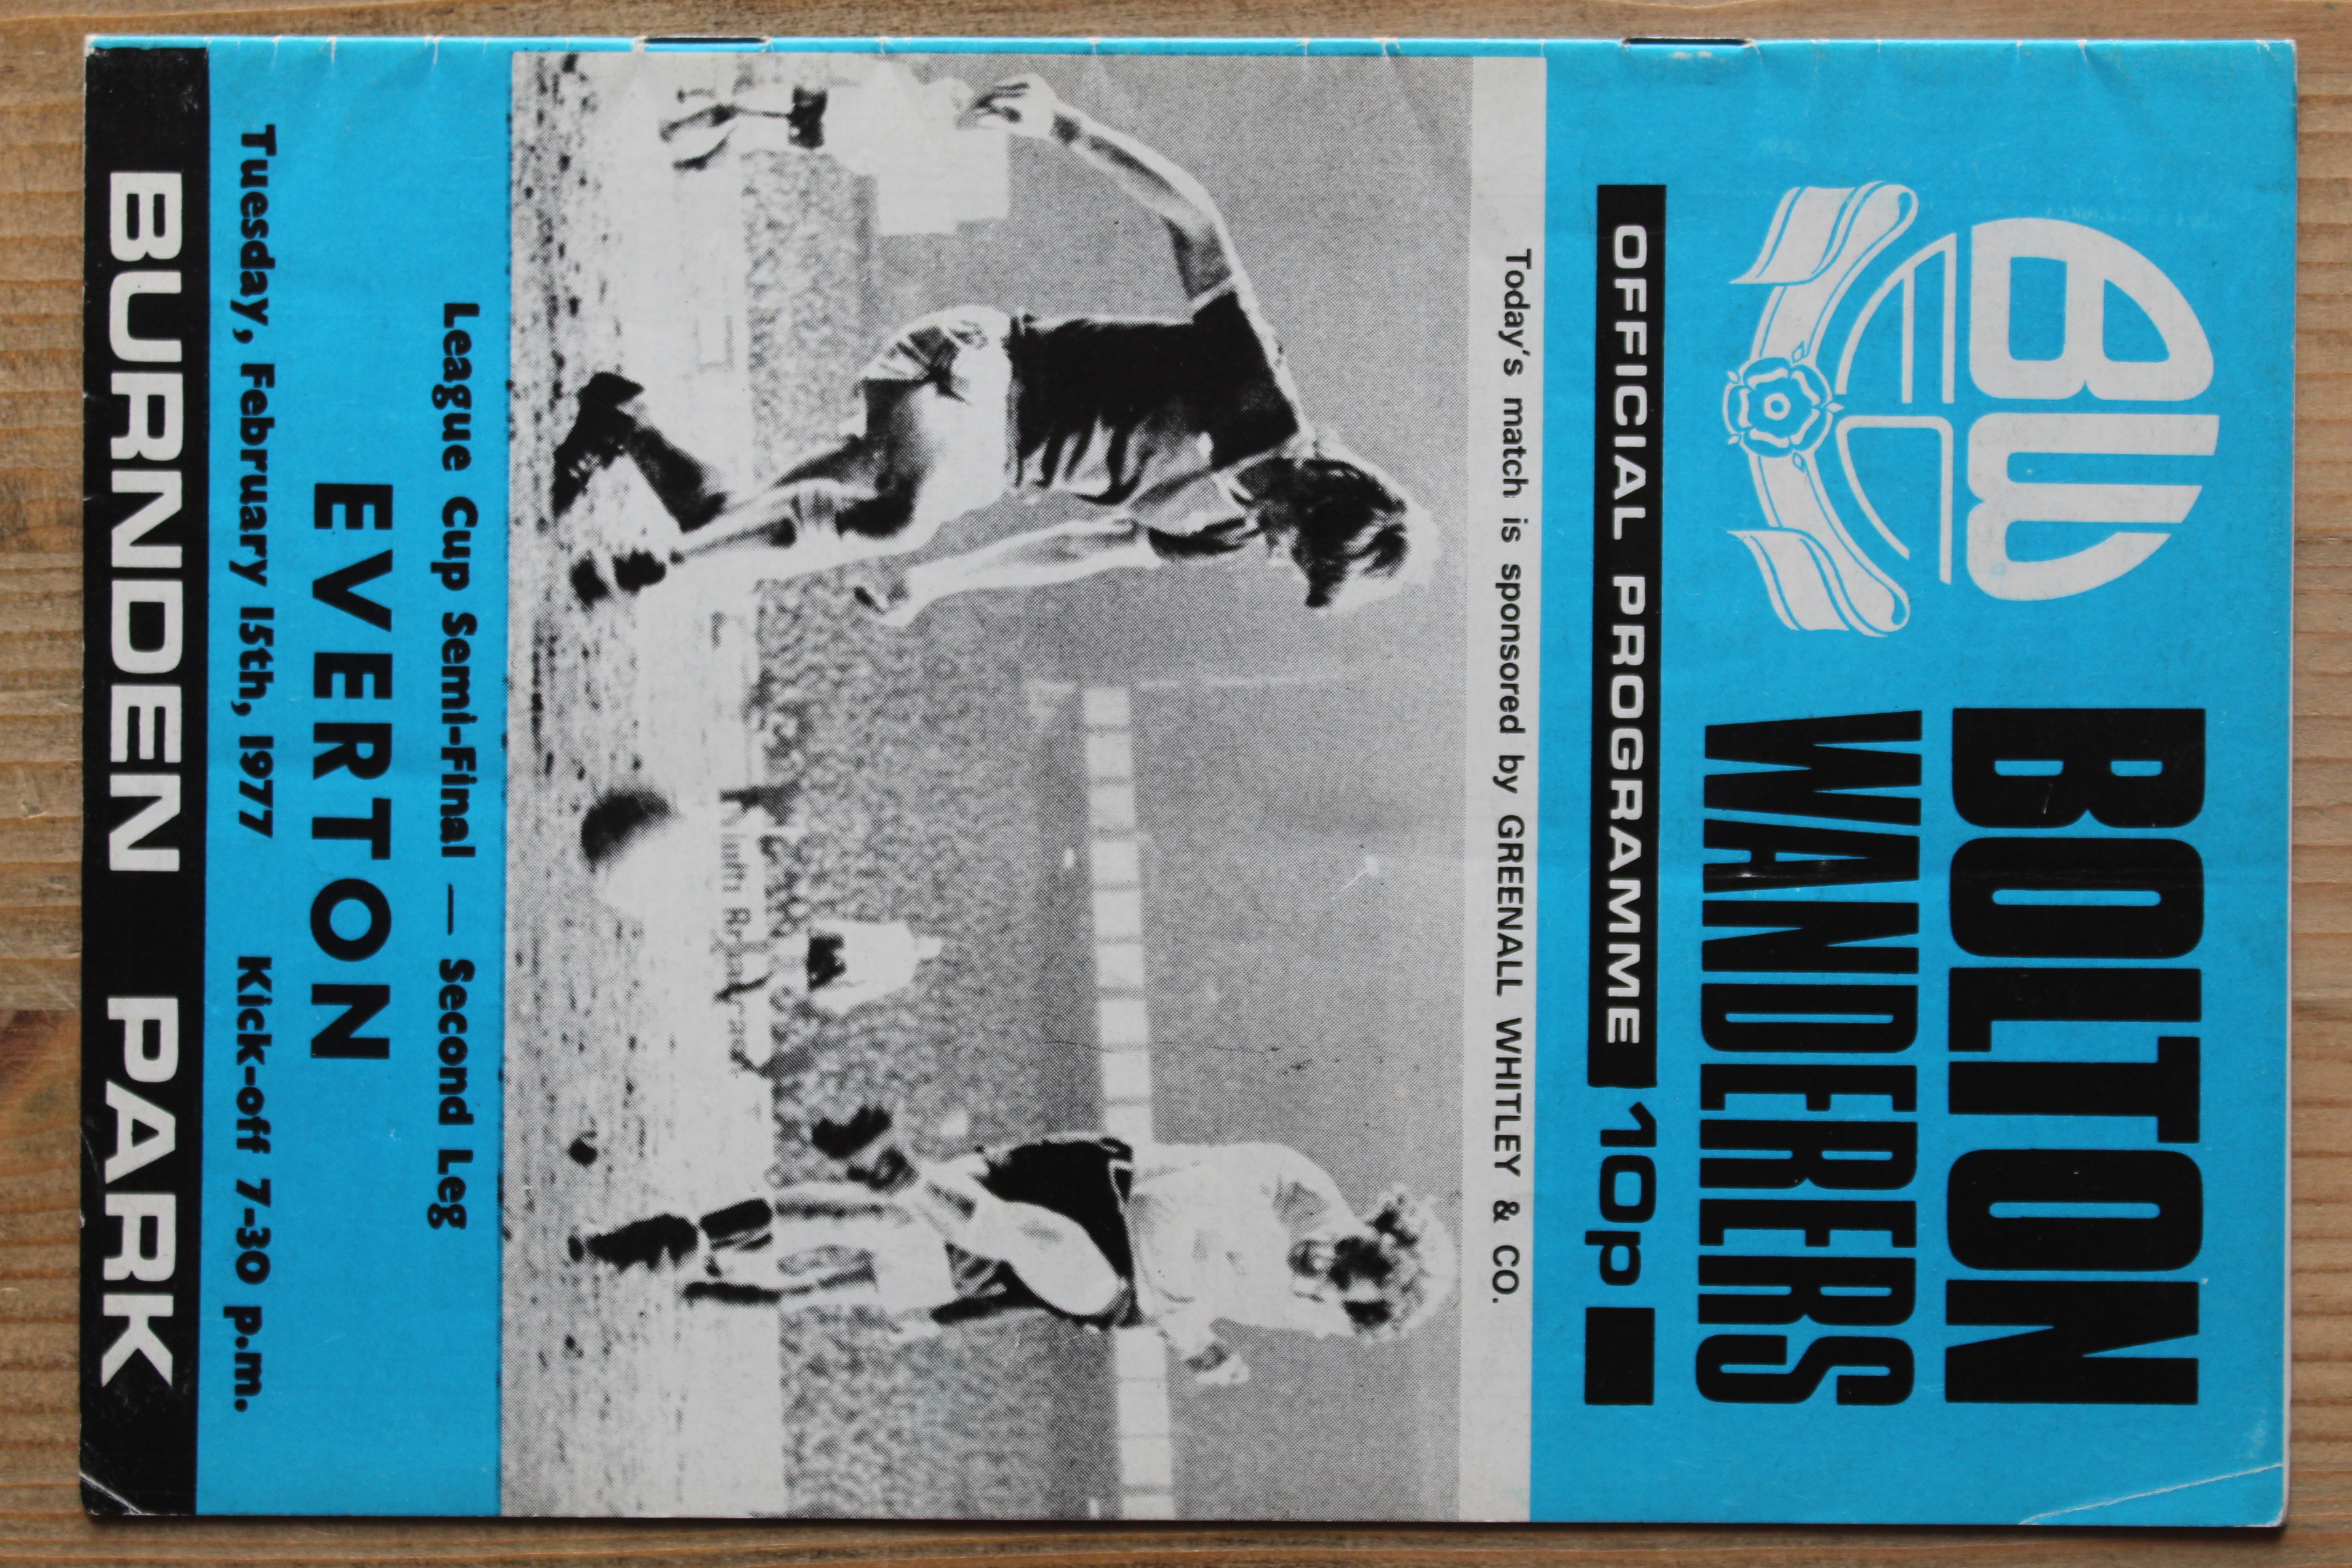 BW
FC
BOLTON
WANDERERS
OFFICIAL PROGRAMME 10p
Today's match is sponsored by GREENALL WHITLEY & CO.
League Cup Semi-Final — Second Leg
EVERTON
Tuesday, February 15th, 1977 Kick-off 7-30 p.m.
BURNDEN PARK